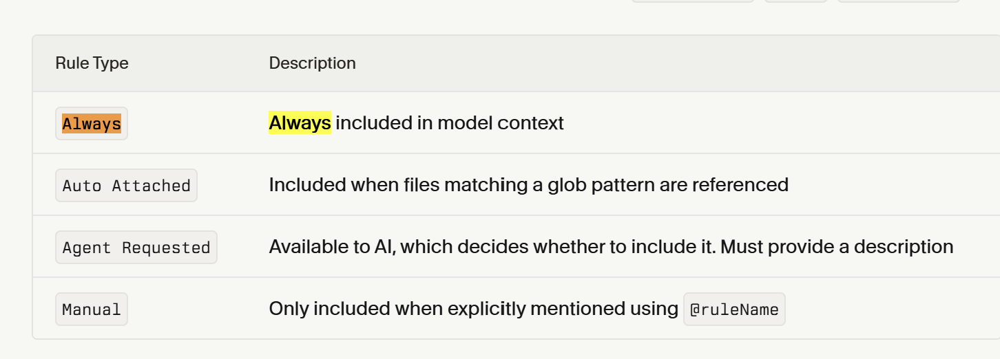 Rule Type Description
Always Always included in model context
Auto Attached Included when files matching a glob pattern are referenced
Agent Requested Available to AI, which decides whether to include it. Must provide a description
Manual Only included when explicitly mentioned using @ruleName